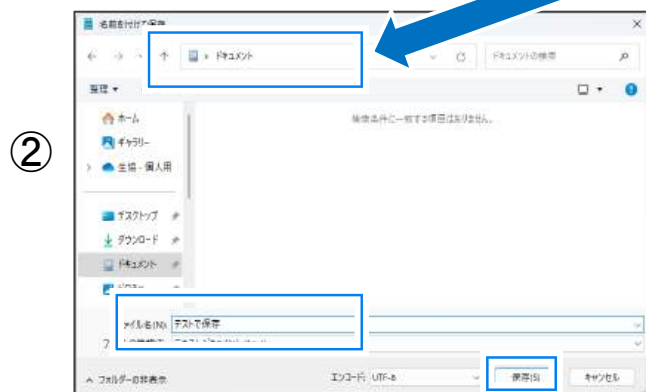 名前を付けて保存
ドキュメント
ドキュメントの検索
整理
ホーム
検索条件に一致する項目はありません。
ギャラリー
②
生協 - 個人用
デスクトップ
ダウンロード
ドキュメント
ファイル名(N): テストで保存
フォルダーの非表示
エンコード: UTF-8
保存(S)
キャンセル